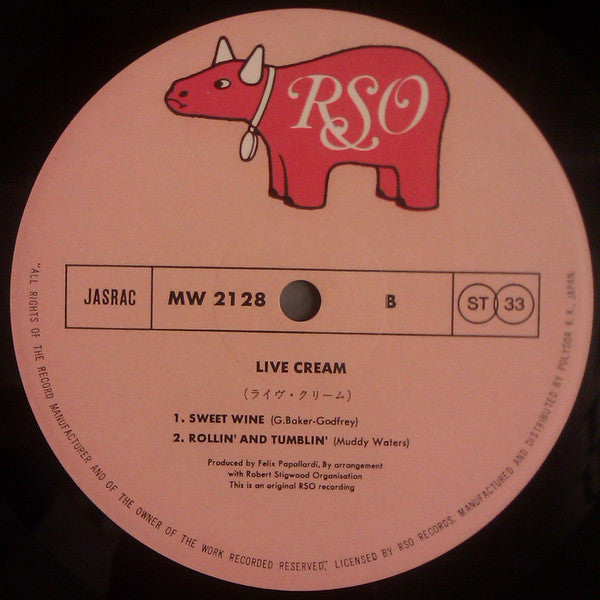 RSO
JASRAC MW 2128 B ST 33
LIVE CREAM
(ライヴ・クリーム)
1. SWEET WINE (G.Baker-Godfrey)
2. ROLLIN' AND TUMBLIN' (Muddy Waters)
Produced by Felix Papallardi, By arrangement
with Robert Stigwood Organisation
This is an original RSO recording
"ALL RIGHTS OF THE RECORD MANUFACTURER AND OF THE OWNER OF THE WORK RECORDED RESERVED," LICENSED BY RSO RECORDS, MANUFACTURED AND DISTRIBUTED BY POLYDOR K.K. JAPAN.